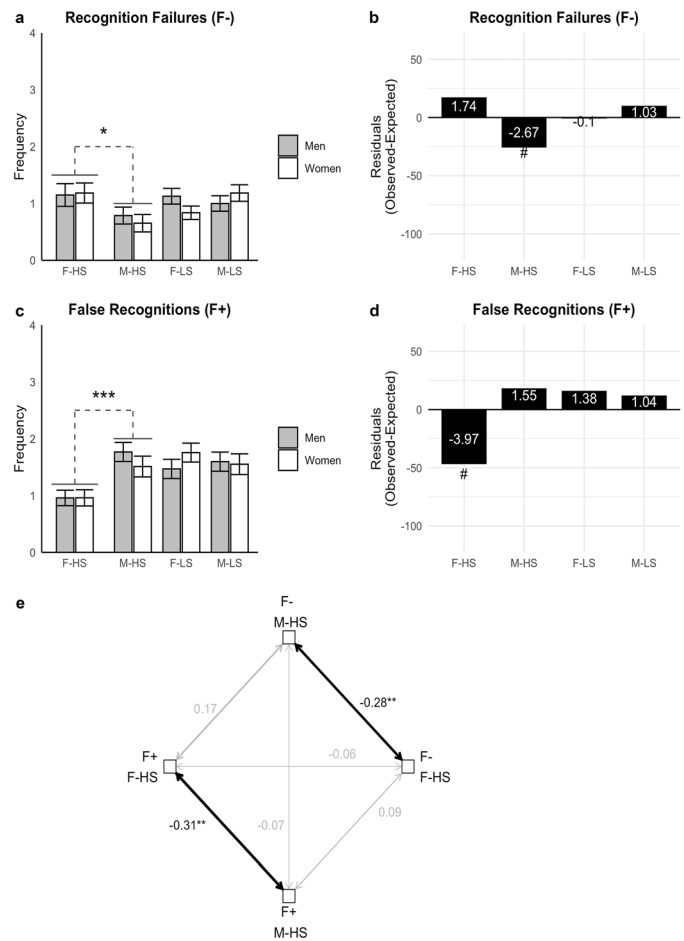 a
Recognition Failures (F-)
4
3
2
1
0
Frequency
*
Men
Women
F-HS
M-HS
F-LS
M-LS
b
Recognition Failures (F-)
50
0
-50
-100
Residuals
(Observed-Expected)
1.74
-2.67
-0.1
1.03
#
F-HS
M-HS
F-LS
M-LS
c
False Recognitions (F+)
4
3
2
1
0
Frequency
***
Men
Women
F-HS
M-HS
F-LS
M-LS
d
False Recognitions (F+)
50
0
-50
-100
Residuals
(Observed-Expected)
-3.97
1.55
1.38
1.04
#
F-HS
M-HS
F-LS
M-LS
e
F-
M-HS
0.17
-0.28**
F+
F-HS
-0.06
F-
F-HS
-0.31**
-0.07
0.09
F+
M-HS